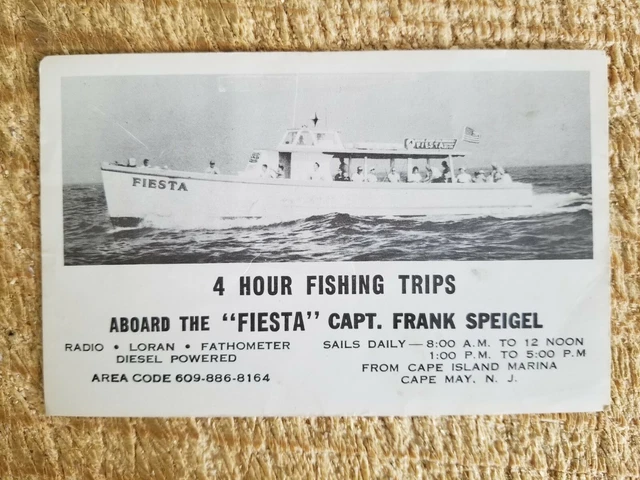 FIESTA
FIESTA
4 HOUR FISHING TRIPS
ABOARD THE "FIESTA" CAPT. FRANK SPEIGEL
RADIO • LORAN • FATHOMETER
DIESEL POWERED
AREA CODE 609-886-8164
SAILS DAILY — 8:00 A.M. TO 12 NOON
1:00 P.M. TO 5:00 P.M
FROM CAPE ISLAND MARINA
CAPE MAY, N. J.